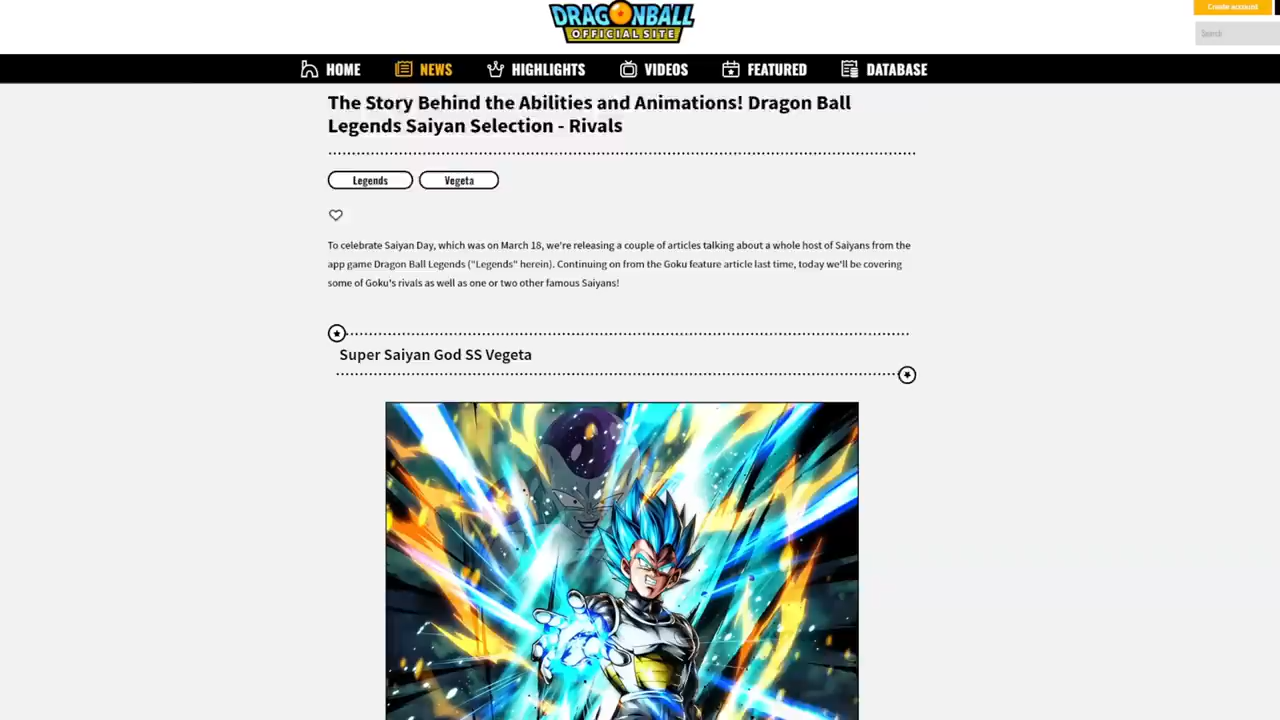 DRAGONBALL
OFFICIAL SITE
Create account
Search
HOME NEWS HIGHLIGHTS VIDEOS FEATURED DATABASE
The Story Behind the Abilities and Animations! Dragon Ball
Legends Saiyan Selection - Rivals
Legends Vegeta
To celebrate Saiyan Day, which was on March 18, we're releasing a couple of articles talking about a whole host of Saiyans from the
app game Dragon Ball Legends ("Legends" herein). Continuing on from the Goku feature article last time, today we'll be covering
some of Goku's rivals as well as one or two other famous Saiyans!
Super Saiyan God SS Vegeta